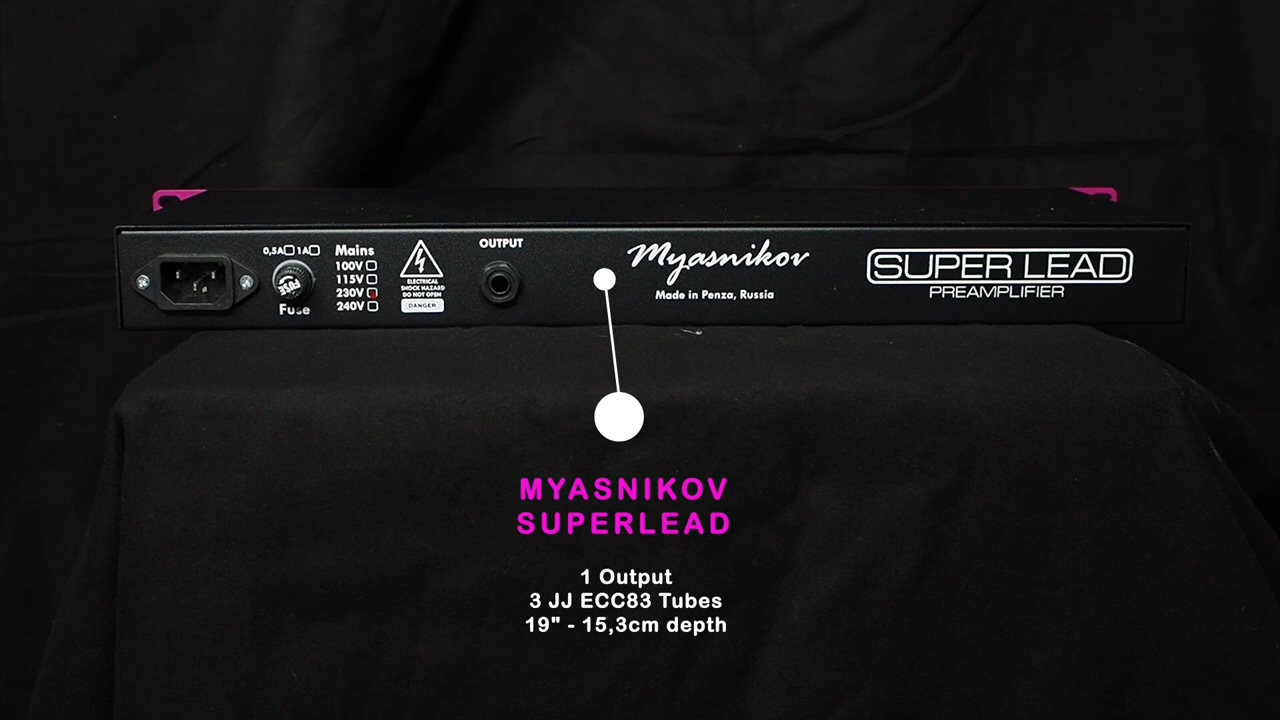 0,5A 1A
Fuse
FUSE
Mains
100V
115V
230V
240V
ELECTRICAL
SHOCK HAZARD
DO NOT OPEN
DANGER
OUTPUT
Myasnikov
Made in Penza, Russia
SUPER LEAD
PREAMPLIFIER
MYASNIKOV
SUPERLEAD
1 Output
3 JJ ECC83 Tubes
19" - 15,3cm depth